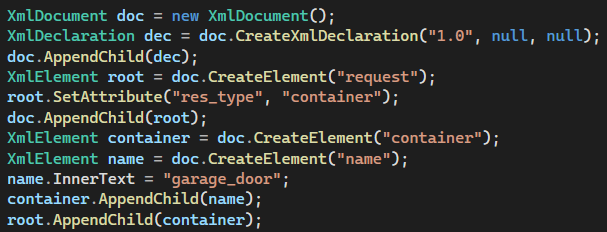 XmlDocument doc = new XmlDocument();
XmlDeclaration dec = doc.CreateXmlDeclaration("1.0", null, null);
doc.AppendChild(dec);
XmlElement root = doc.CreateElement("request");
root.SetAttribute("res_type", "container");
doc.AppendChild(root);
XmlElement container = doc.CreateElement("container");
XmlElement name = doc.CreateElement("name");
name.InnerText = "garage_door";
container.AppendChild(name);
root.AppendChild(container);